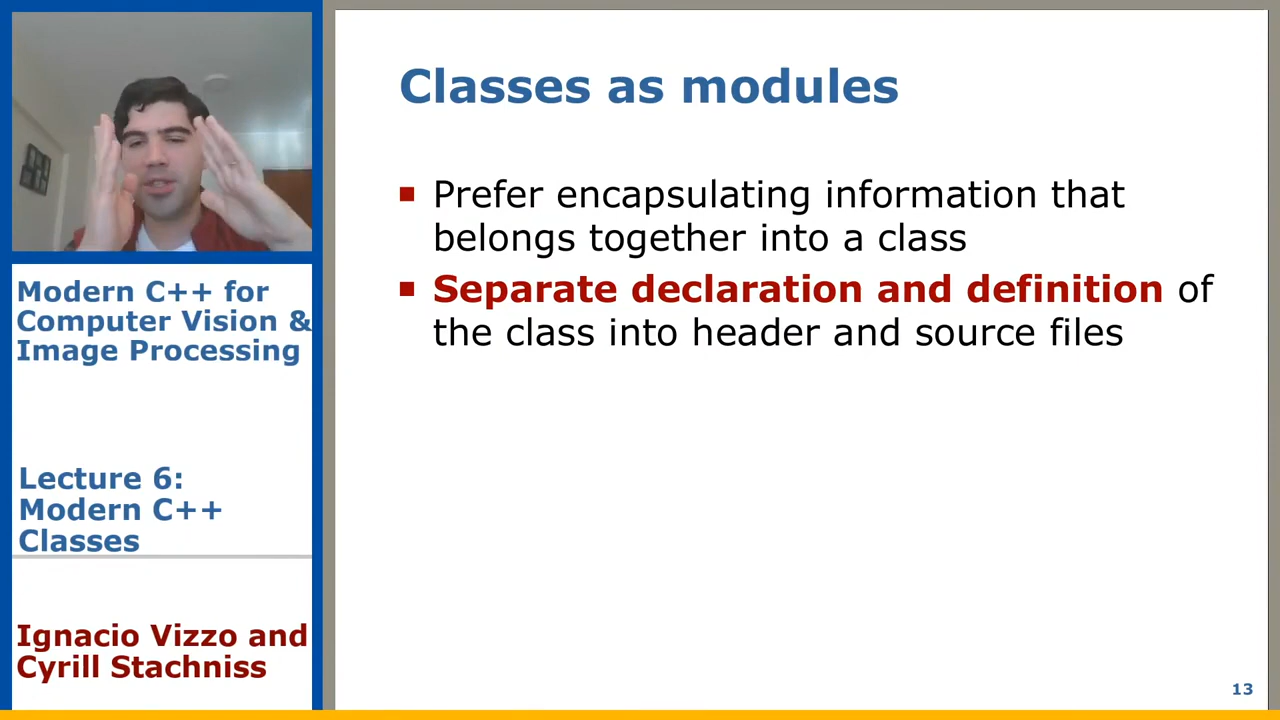 Classes as modules
Prefer encapsulating information that
belongs together into a class
Separate declaration and definition of
the class into header and source files
Modern C++ for
Computer Vision &
Image Processing
Lecture 6:
Modern C++
Classes
Ignacio Vizzo and
Cyrill Stachniss
13